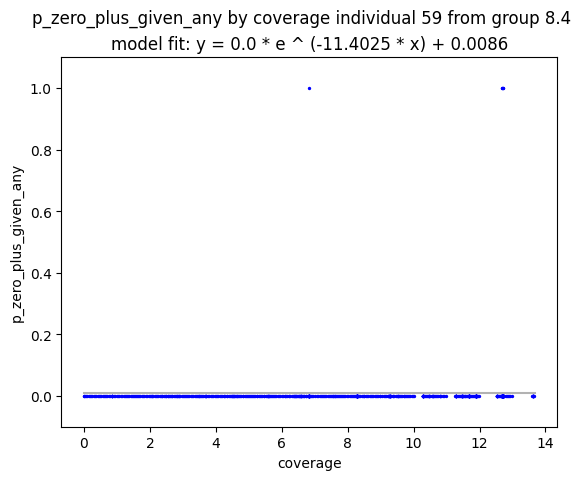 p_zero_plus_given_any by coverage individual 59 from group 8.4
model fit: y = 0.0 * e ^ (-11.4025 * x) + 0.0086
1.0
0.8
0.6
0.4
0.2
0.0
p_zero_plus_given_any
0 2 4 6 8 10 12 14
coverage